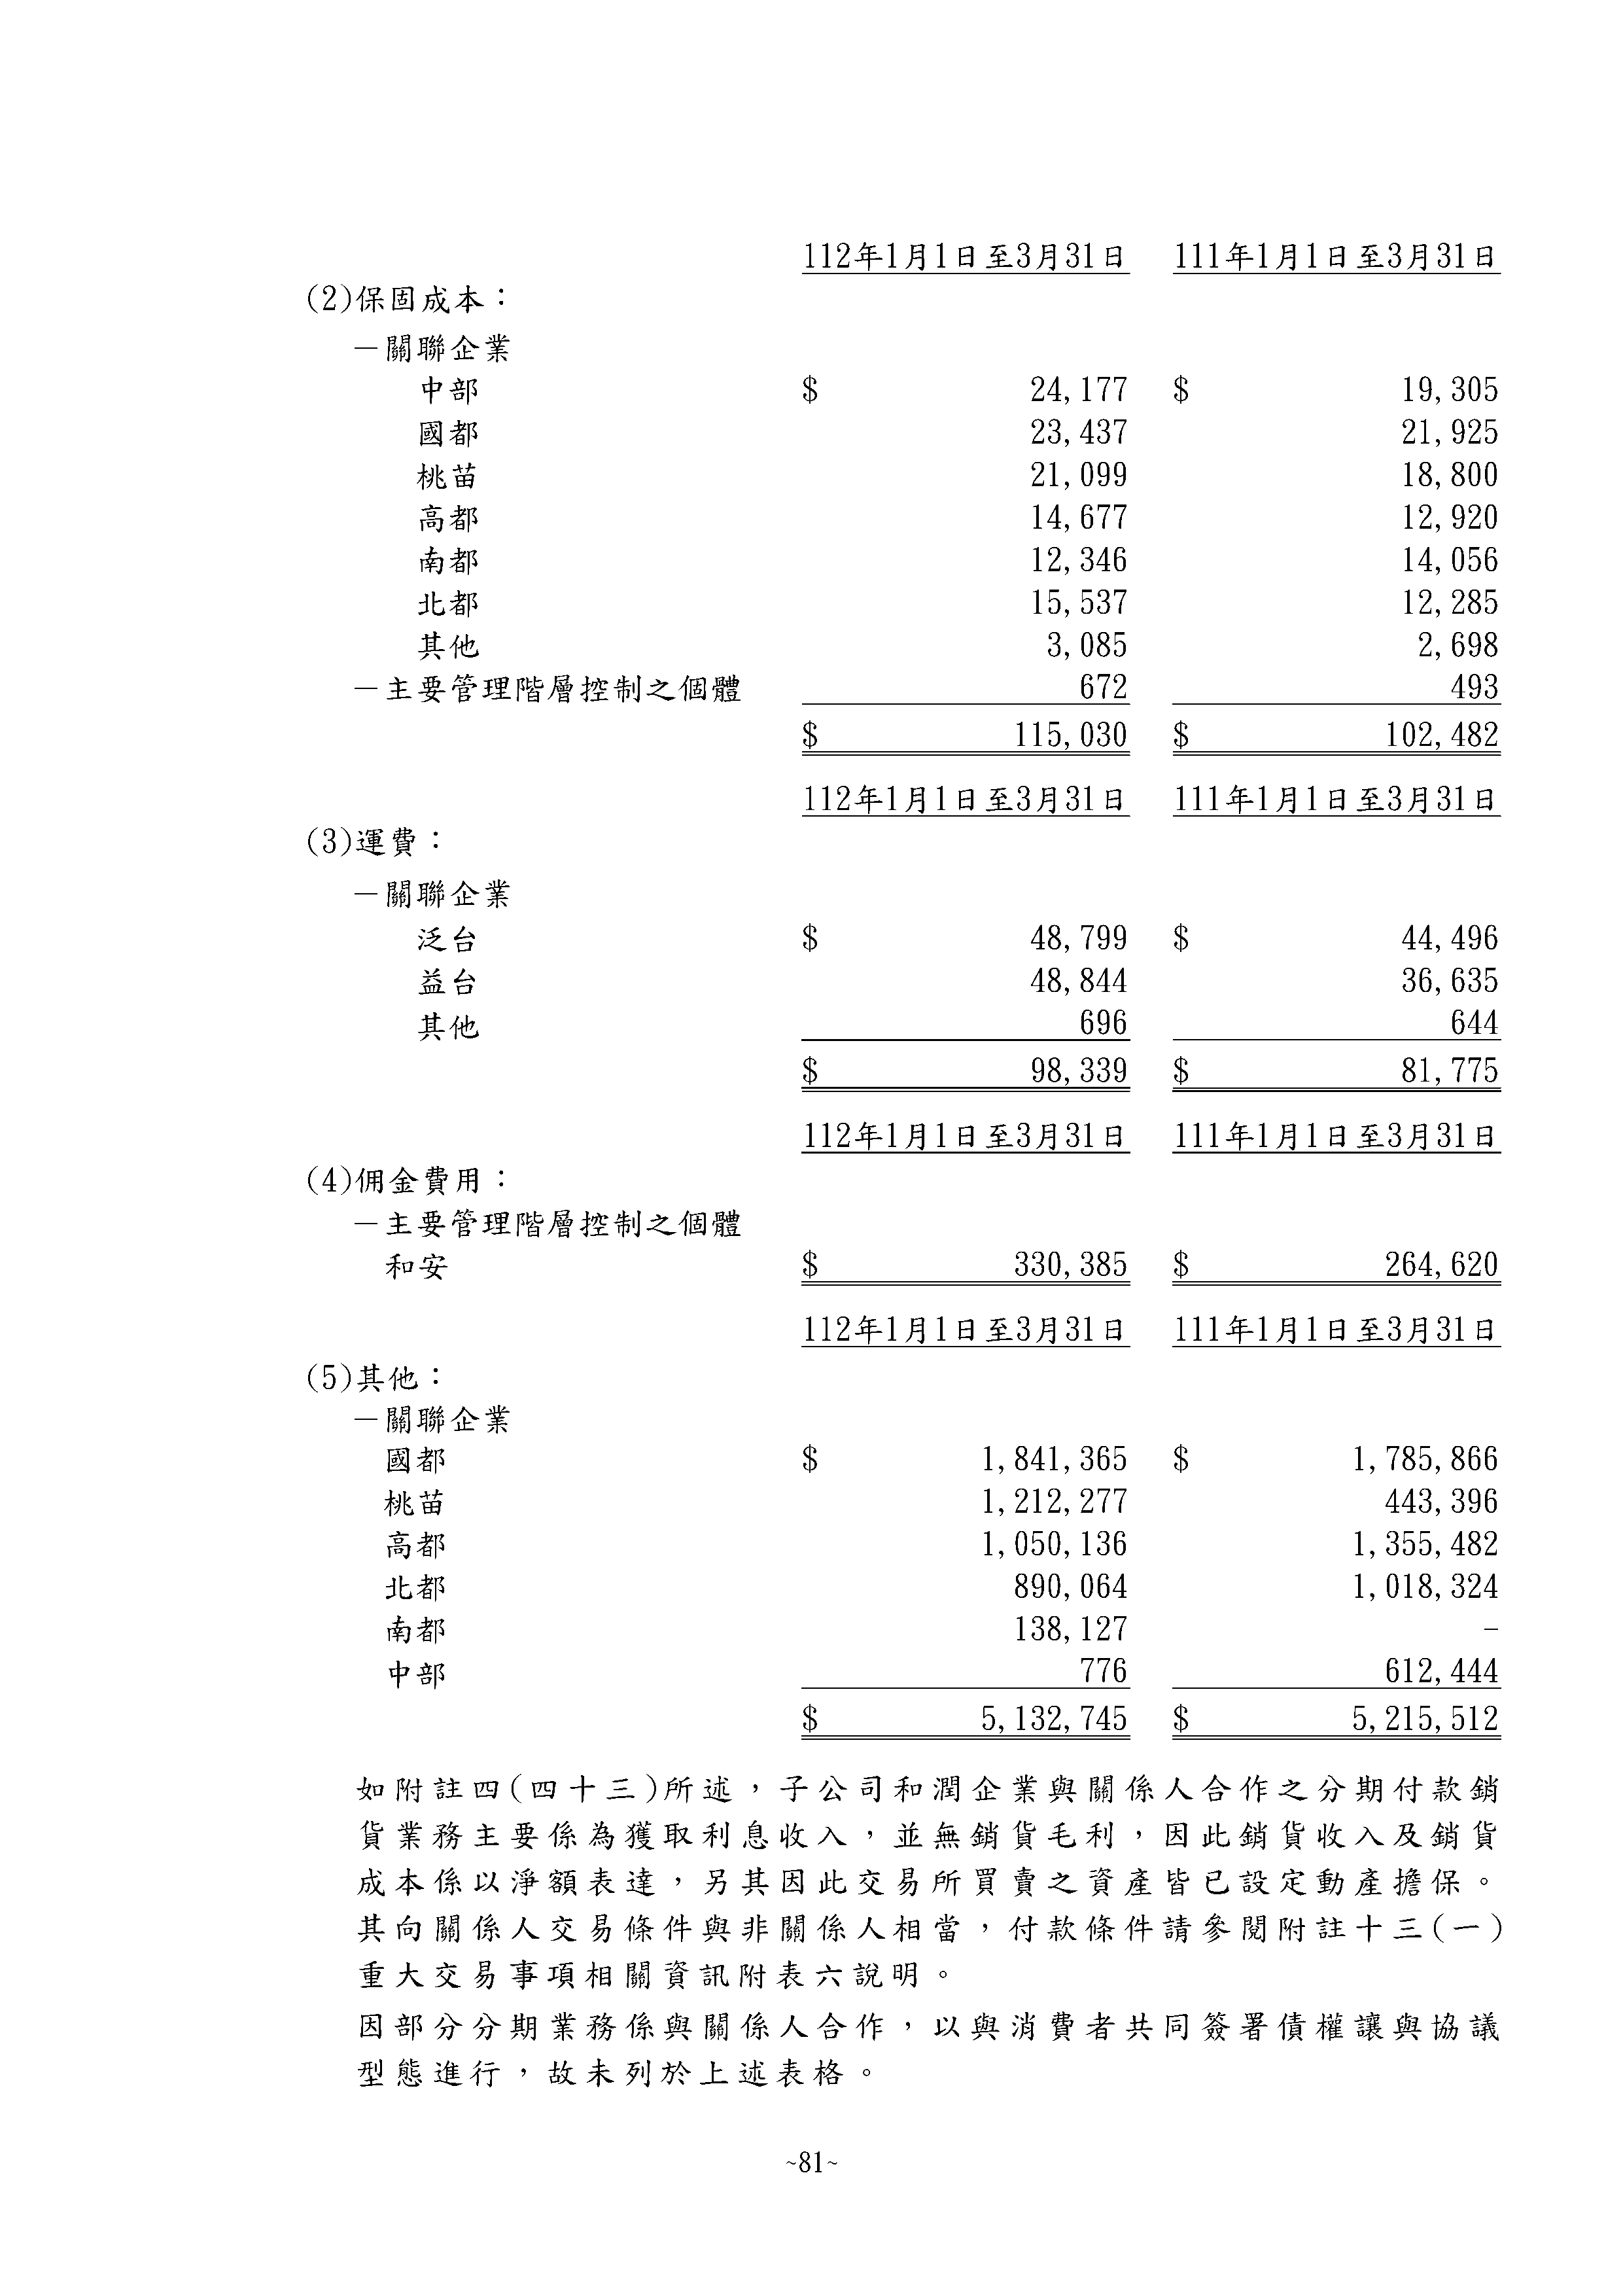 112年1月1日至3月31日 111年1月1日至3月31日
(2)保固成本：
－關聯企業
中部 $ 24,177 $ 19,305
國都 23,437 21,925
桃苗 21,099 18,800
高都 14,677 12,920
南都 12,346 14,056
北都 15,537 12,285
其他 3,085 2,698
－主要管理階層控制之個體 672 493
$ 115,030 $ 102,482
112年1月1日至3月31日 111年1月1日至3月31日
(3)運費：
－關聯企業
泛台 $ 48,799 $ 44,496
益台 48,844 36,635
其他 696 644
$ 98,339 $ 81,775
112年1月1日至3月31日 111年1月1日至3月31日
(4)佣金費用：
－主要管理階層控制之個體
和安 $ 330,385 $ 264,620
112年1月1日至3月31日 111年1月1日至3月31日
(5)其他：
－關聯企業
國都 $ 1,841,365 $ 1,785,866
桃苗 1,212,277 443,396
高都 1,050,136 1,355,482
北都 890,064 1,018,324
南都 138,127 -
中部 776 612,444
$ 5,132,745 $ 5,215,512
如附註四(四十三)所述，子公司和潤企業與關係人合作之分期付款銷
貨業務主要係為獲取利息收入，並無銷貨毛利，因此銷貨收入及銷貨
成本係以淨額表達，另其因此交易所買賣之資產皆已設定動產擔保。
其向關係人交易條件與非關係人相當，付款條件請參閱附註十三(一)
重大交易事項相關資訊附表六說明。
因部分分期業務係與關係人合作，以與消費者共同簽署債權讓與協議
型態進行，故未列於上述表格。
~81~